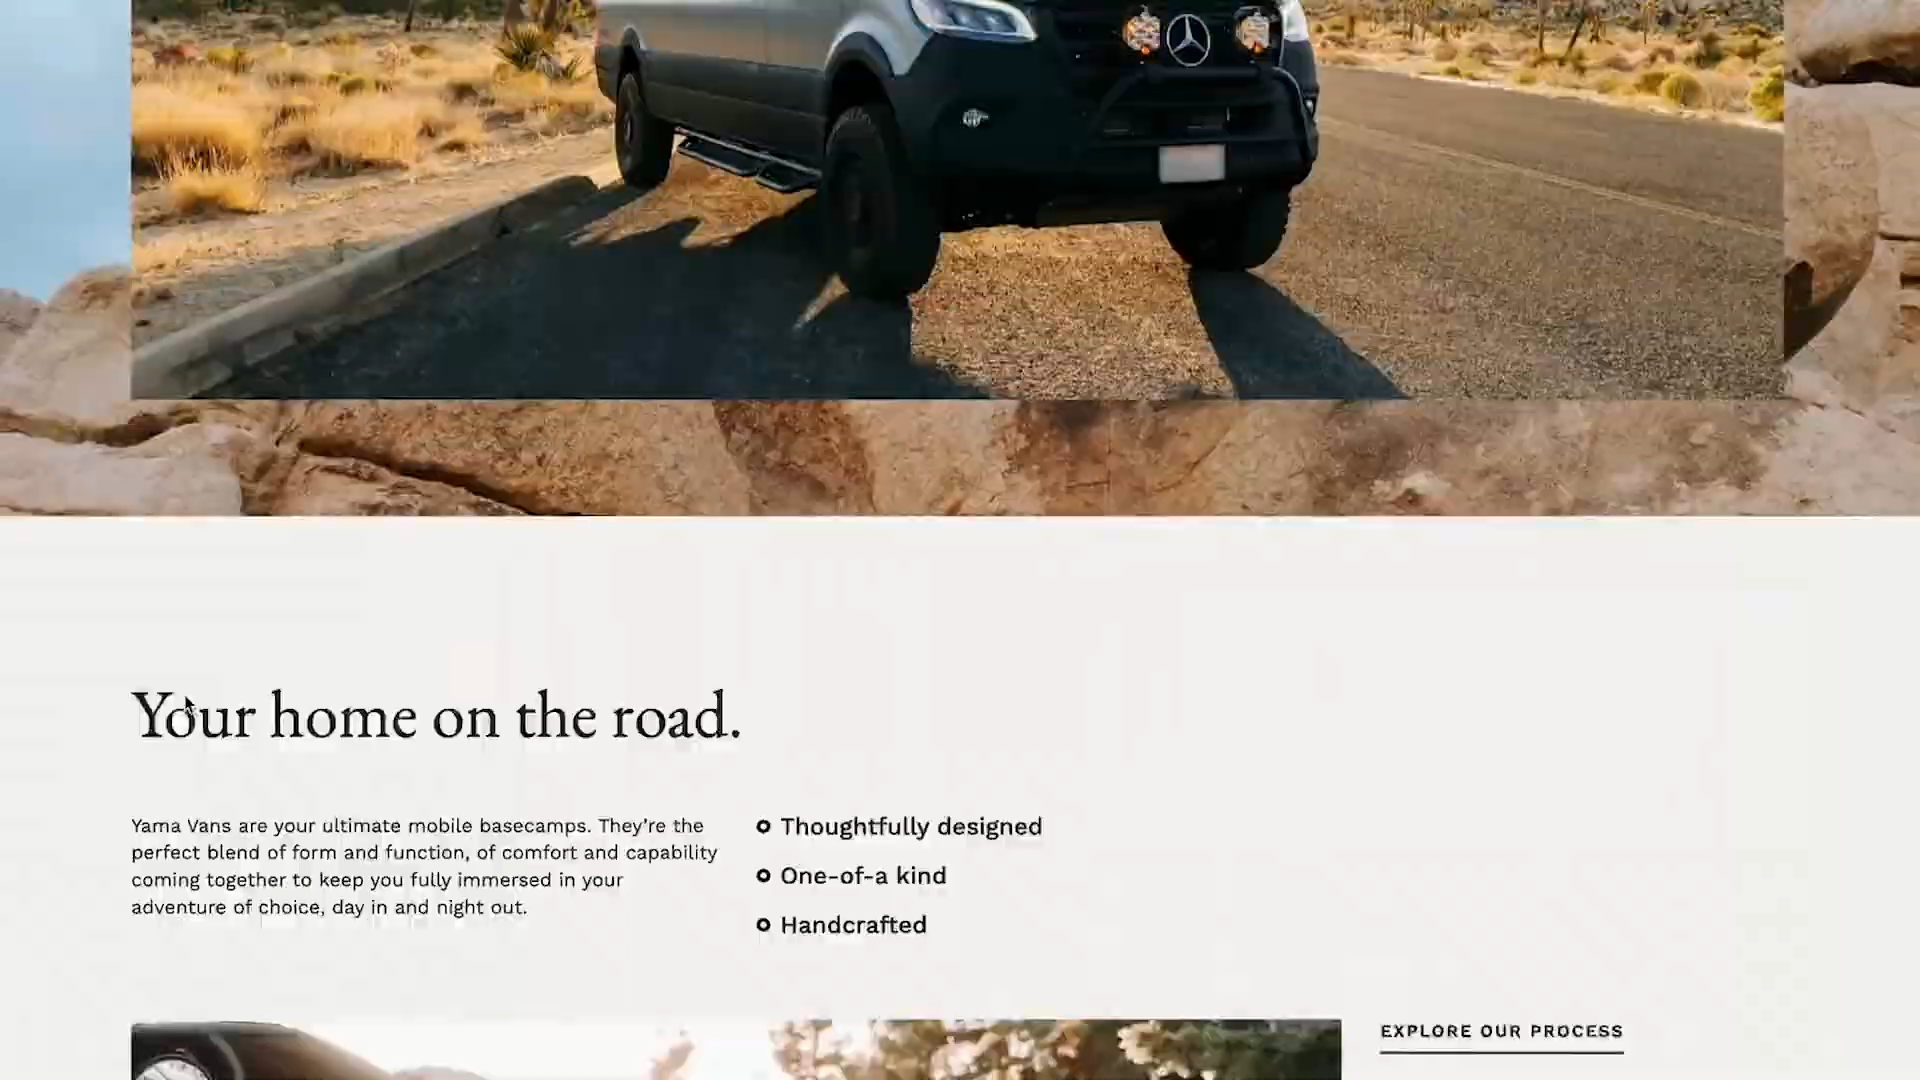 Your home on the road.
Yama Vans are your ultimate mobile basecamps. They're the
perfect blend of form and function, of comfort and capability
coming together to keep you fully immersed in your
adventure of choice, day in and night out.
Thoughtfully designed
One-of-a kind
Handcrafted
EXPLORE OUR PROCESS